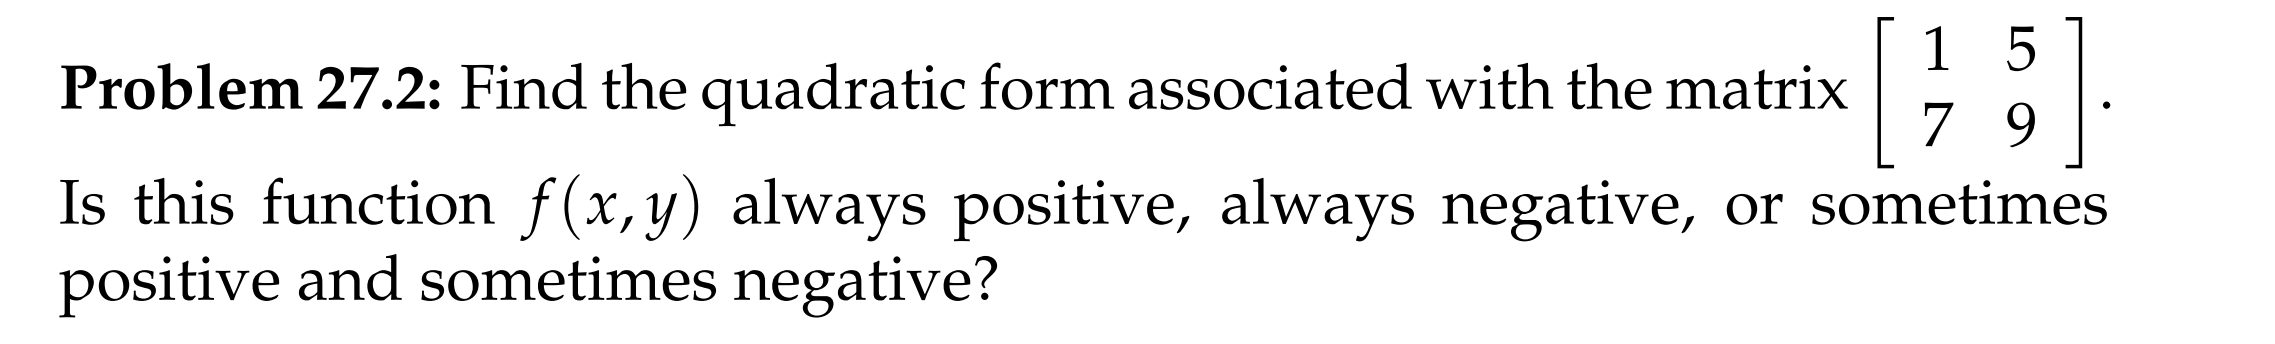 Problem 27.2: Find the quadratic form associated with the matrix [ 1 5 ; 7 9 ].
Is this function f(x, y) always positive, always negative, or sometimes
positive and sometimes negative?